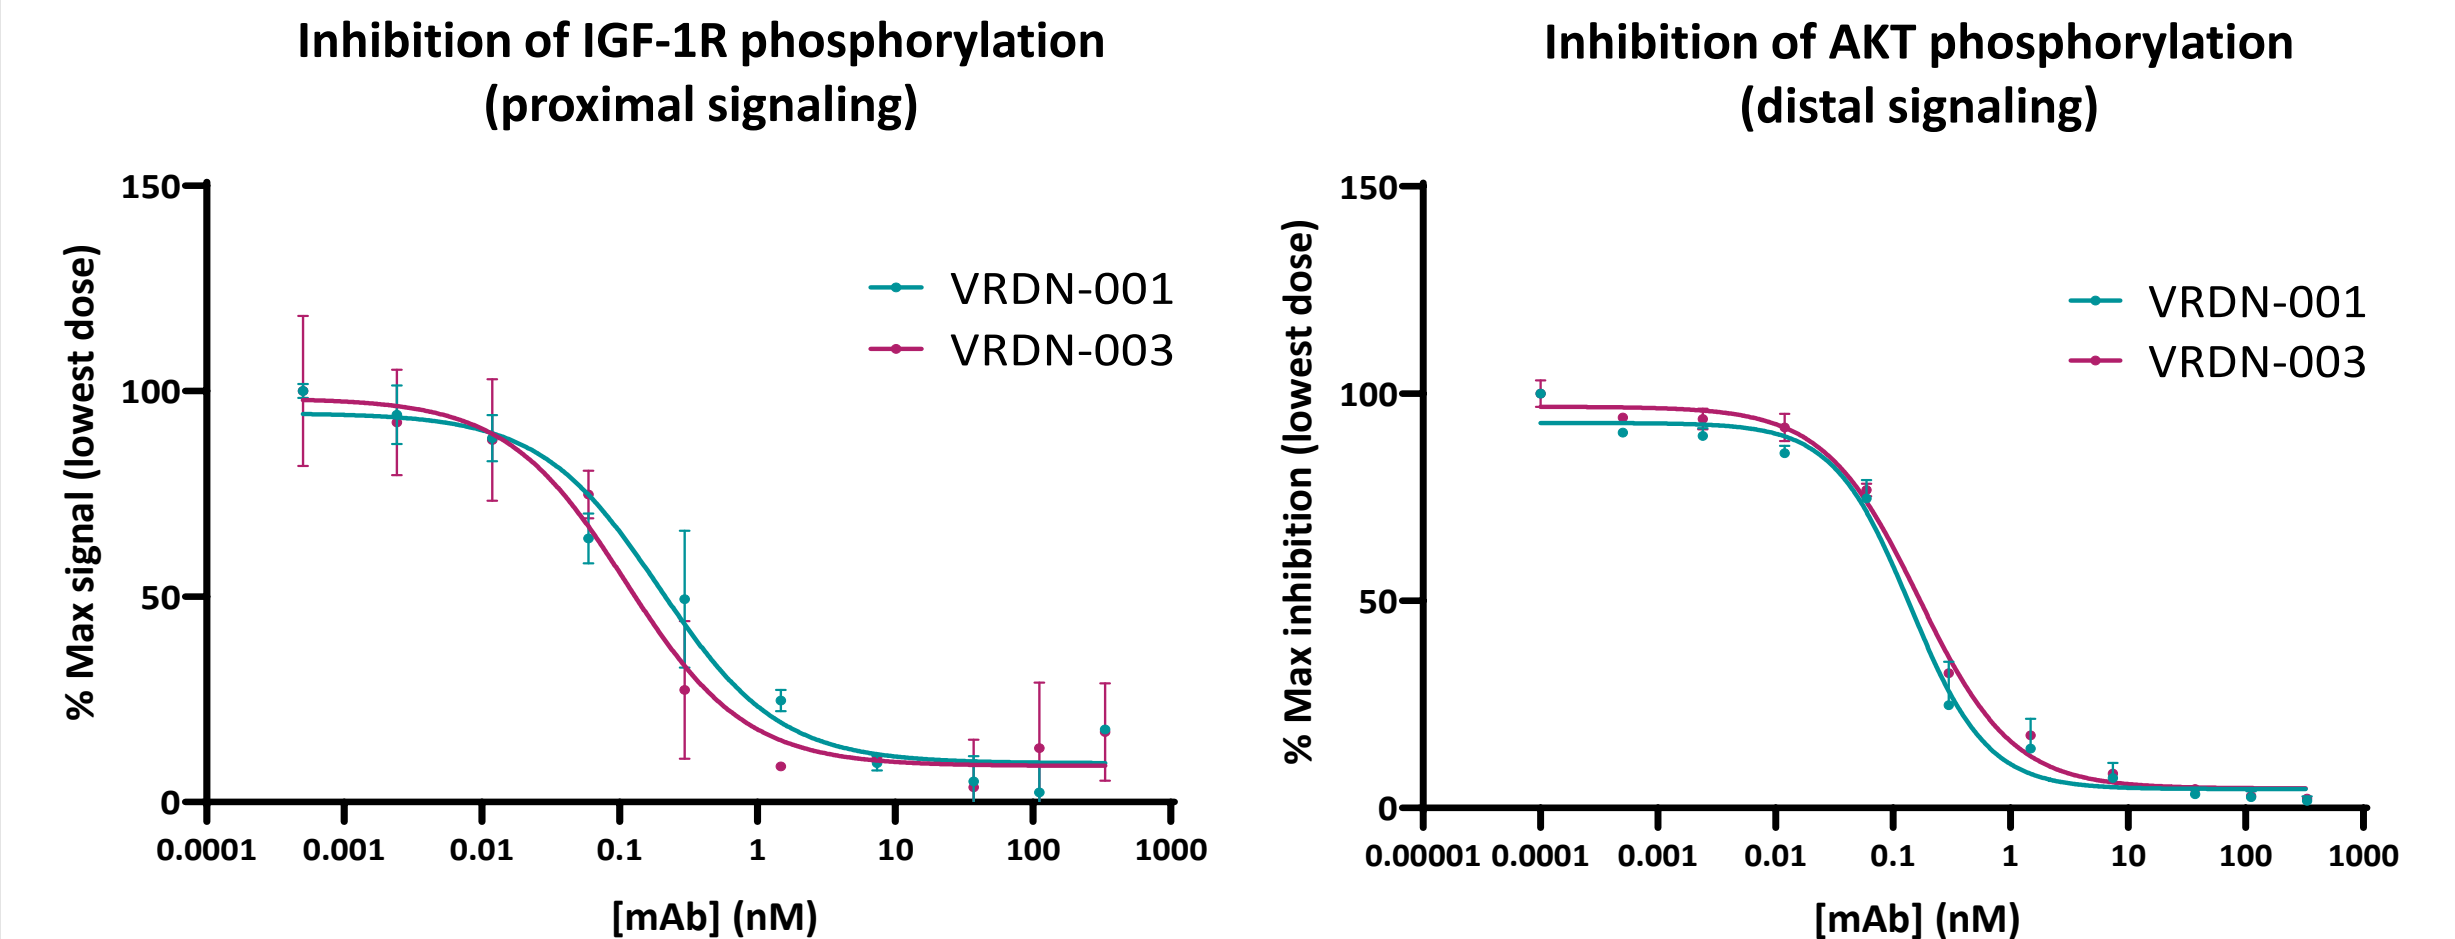 Inhibition of IGF-1R phosphorylation
(proximal signaling)
% Max signal (lowest dose)
150
100
50
0
VRDN-001
VRDN-003
0.0001 0.001 0.01 0.1 1 10 100 1000
[mAb] (nM)
Inhibition of AKT phosphorylation
(distal signaling)
% Max inhibition (lowest dose)
150
100
50
0
VRDN-001
VRDN-003
0.00001 0.0001 0.001 0.01 0.1 1 10 100 1000
[mAb] (nM)